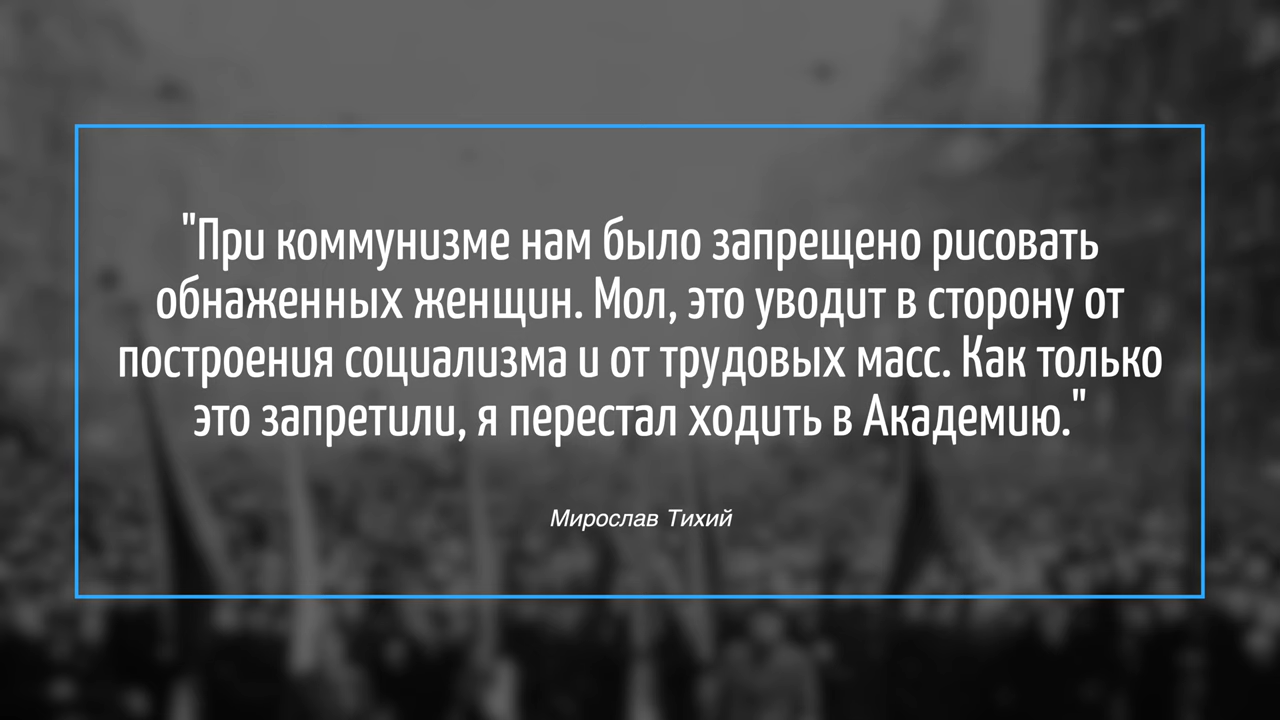 "При коммунизме нам было запрещено рисовать
обнаженных женщин. Мол, это уводит в сторону от
построения социализма и от трудовых масс. Как только
это запретили, я перестал ходить в Академию."
Мирослав Тихий